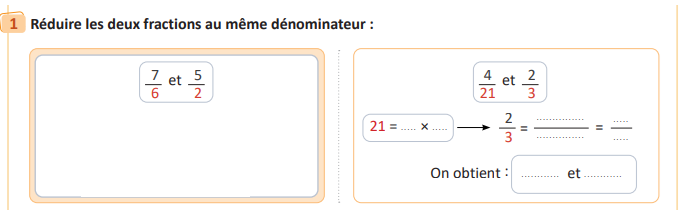 1 Réduire les deux fractions au même dénominateur :
7/6 et 5/2
4/21 et 2/3
21 = ..... × ..... → 2/3 = ............... / ............... = ..... / .....
On obtient : ............ et ............